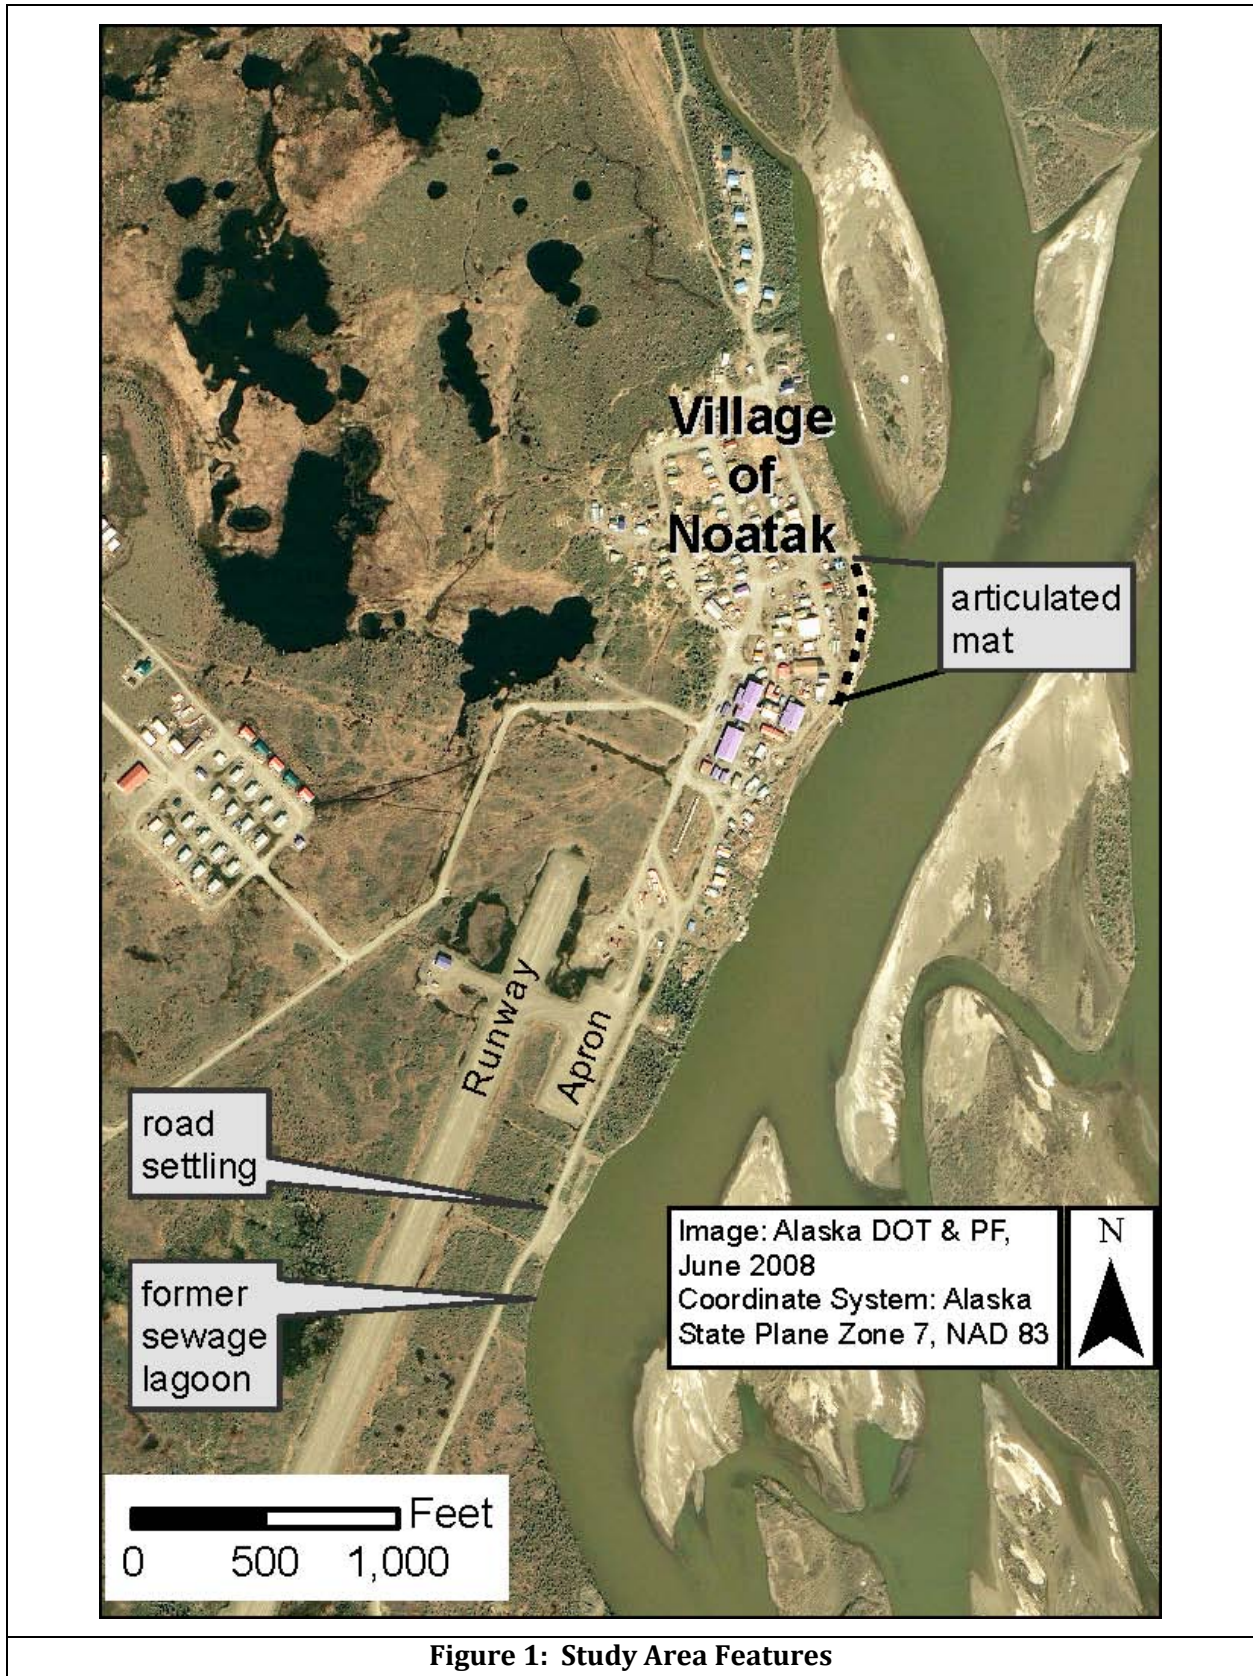 Village
of
Noatak
articulated
mat
Runway
Apron
road
settling
former
sewage
lagoon
Image: Alaska DOT & PF,
June 2008
Coordinate System: Alaska
State Plane Zone 7, NAD 83
N
Feet
0 500 1,000
Figure 1: Study Area Features